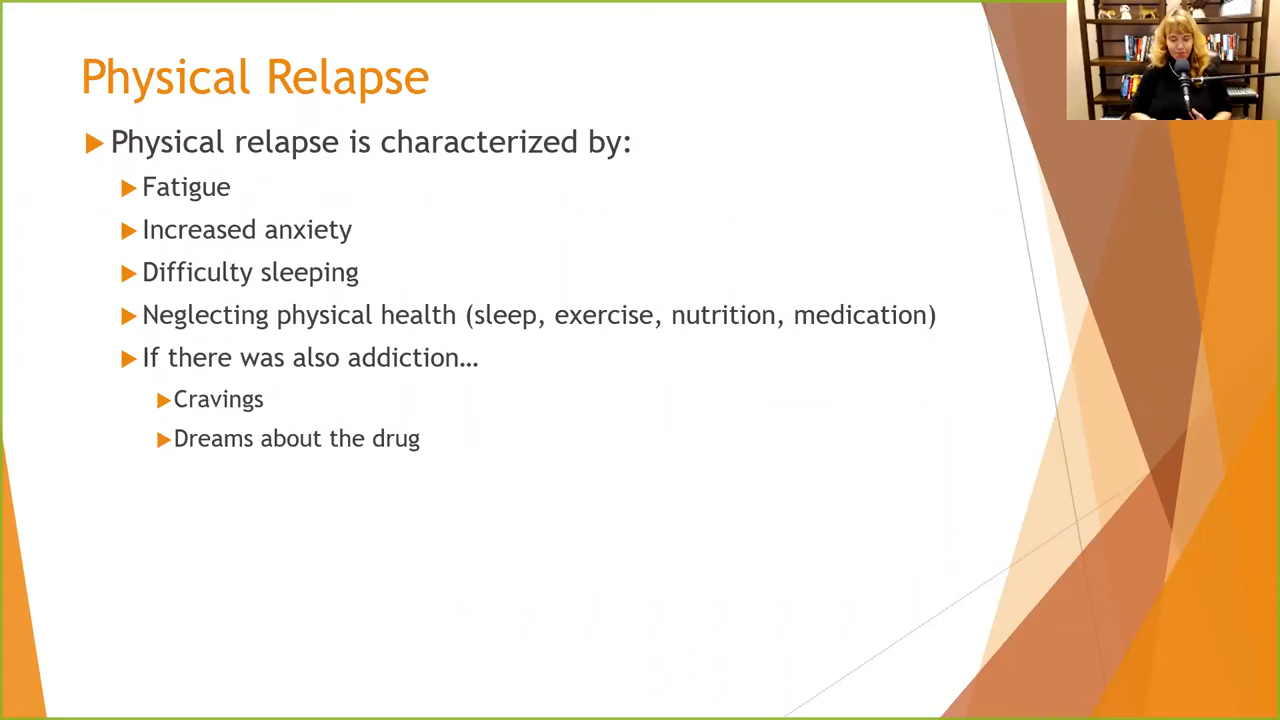 Physical Relapse
Physical relapse is characterized by:
Fatigue
Increased anxiety
Difficulty sleeping
Neglecting physical health (sleep, exercise, nutrition, medication)
If there was also addiction…
Cravings
Dreams about the drug